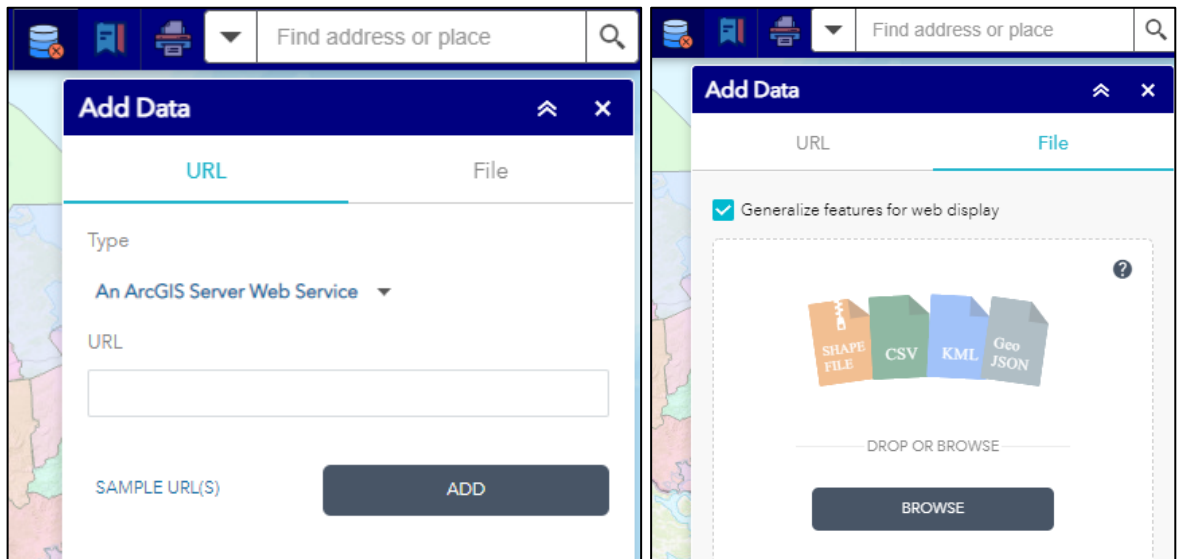 Find address or place
Add Data
URL
File
Type
An ArcGIS Server Web Service
URL
SAMPLE URL(S)
ADD
Find address or place
Add Data
URL
File
Generalize features for web display
?
SHAPE
FILE
CSV
KML
Geo
JSON
DROP OR BROWSE
BROWSE